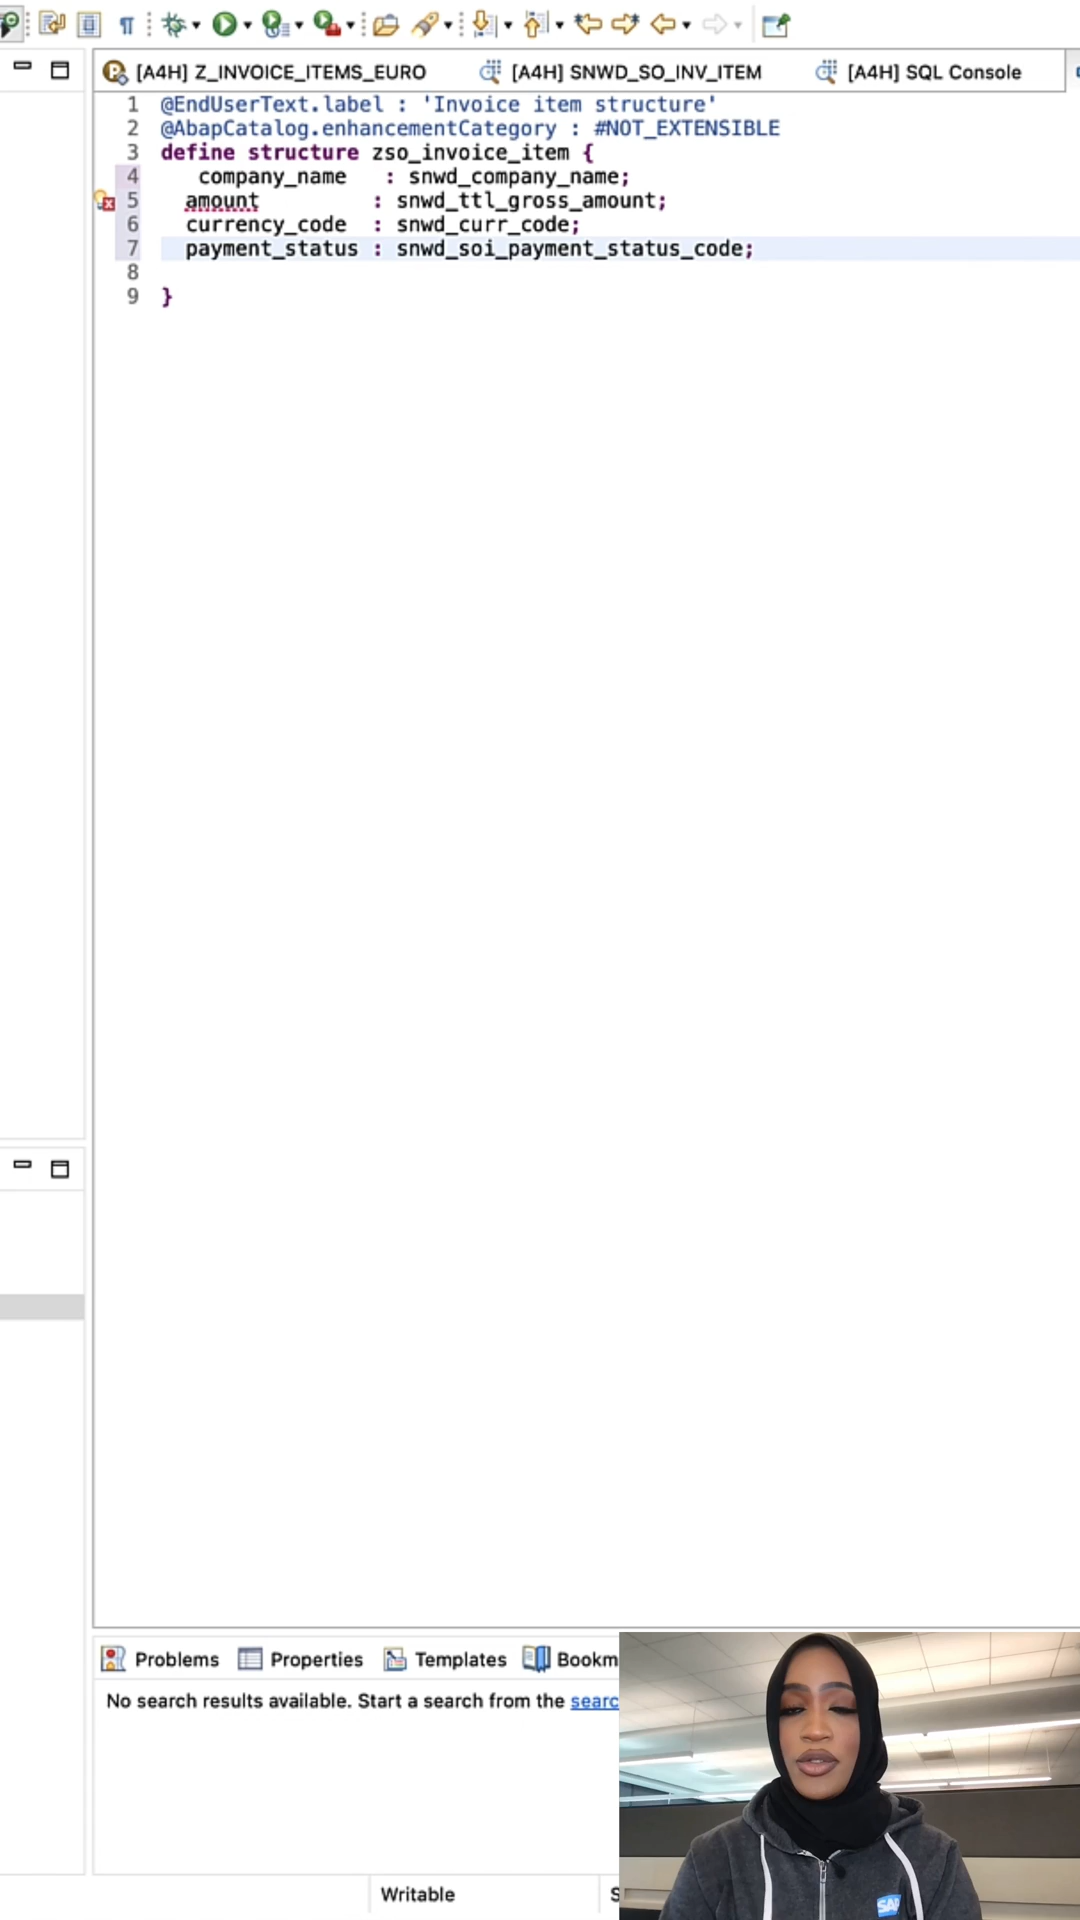 [A4H] Z_INVOICE_ITEMS_EURO [A4H] SNWD_SO_INV_ITEM [A4H] SQL Console
1 @EndUserText.label : 'Invoice item structure'
2 @AbapCatalog.enhancementCategory : #NOT_EXTENSIBLE
3 define structure zso_invoice_item {
4 company_name : snwd_company_name;
5 amount : snwd_ttl_gross_amount;
6 currency_code : snwd_curr_code;
7 payment_status : snwd_soi_payment_status_code;
8
9 }
Problems Properties Templates Bookm
No search results available. Start a search from the searc
Writable S
SAP